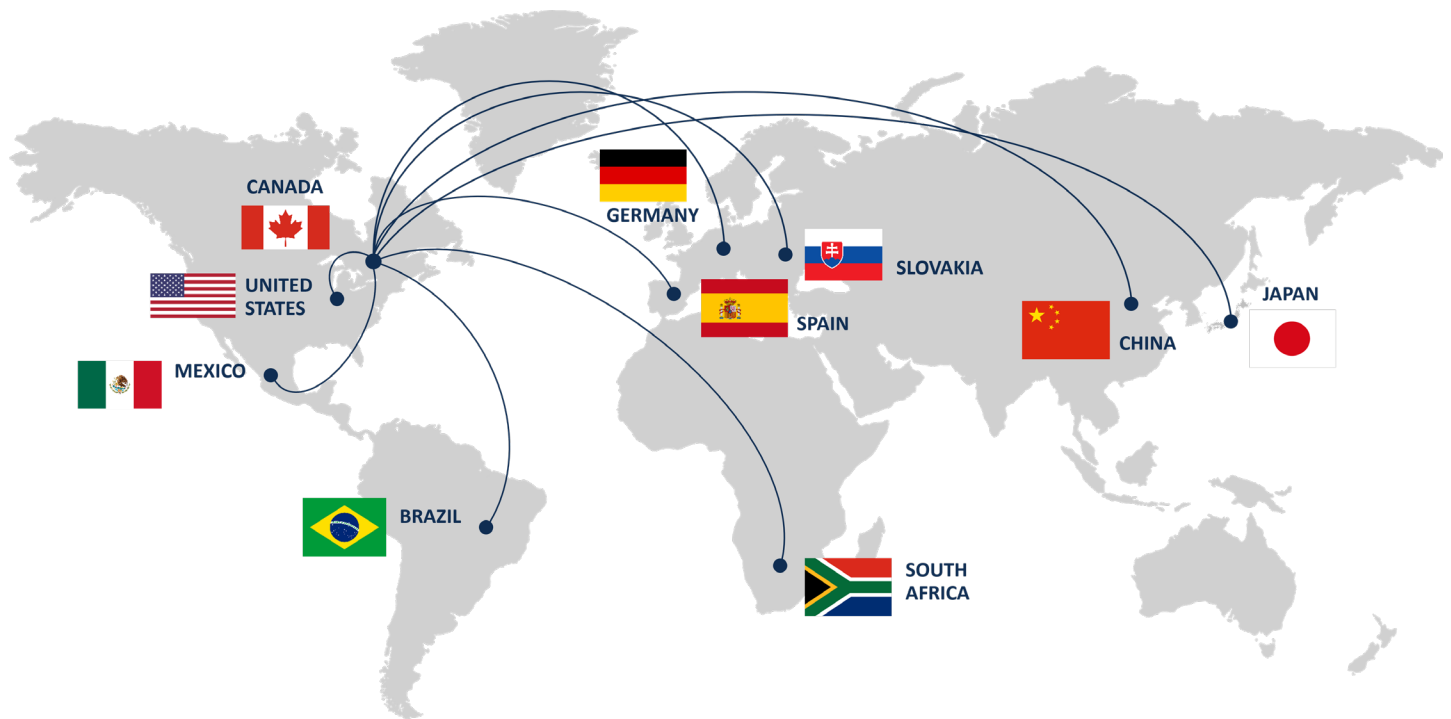 CANADA
GERMANY
UNITED
STATES
SLOVAKIA
SPAIN
JAPAN
CHINA
MEXICO
BRAZIL
SOUTH
AFRICA